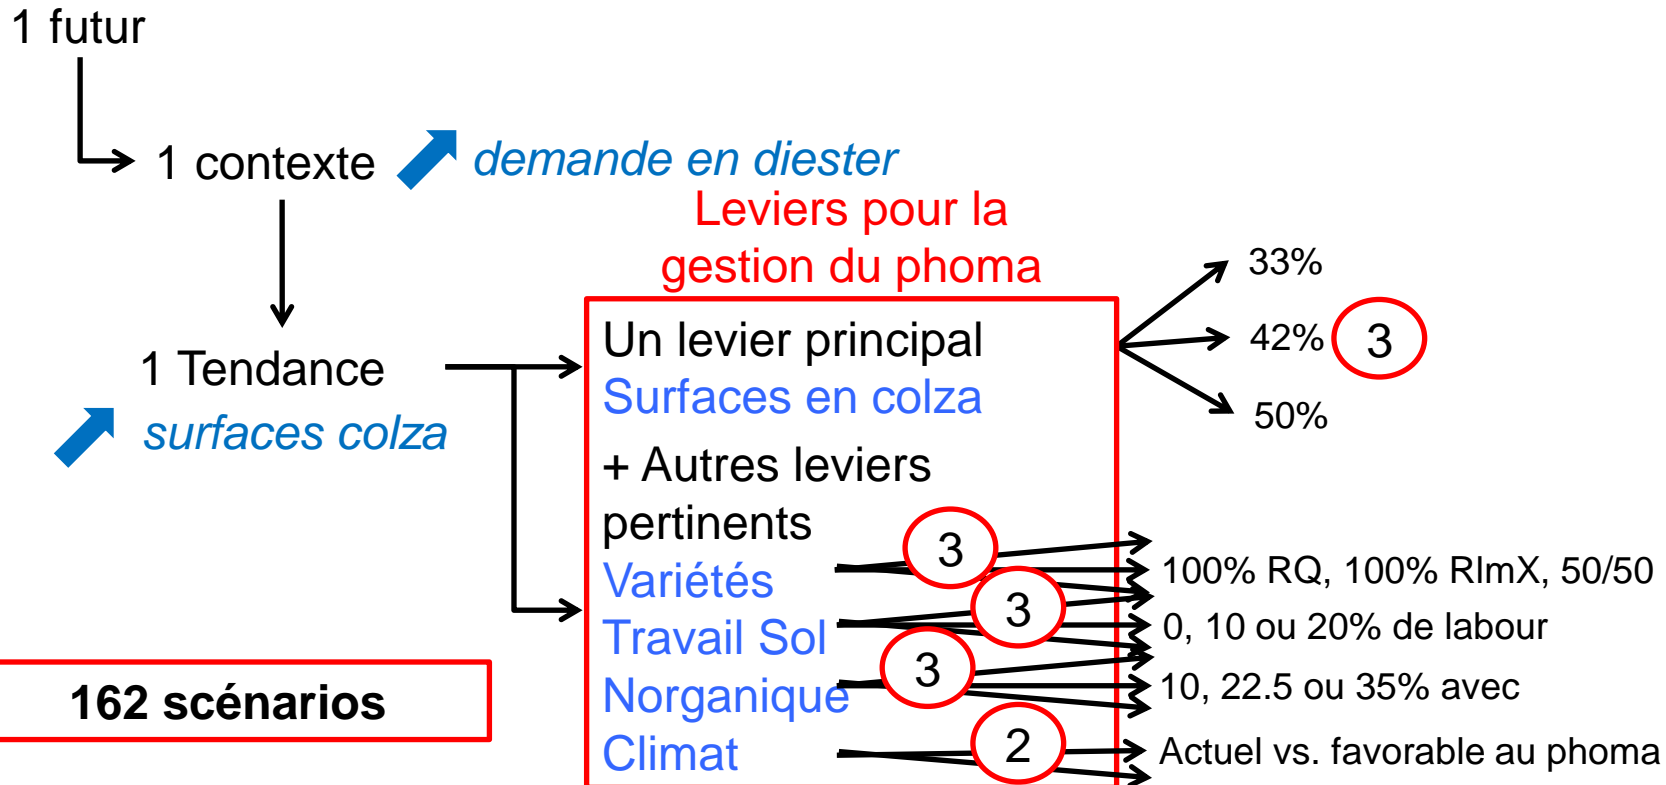 1 futur
1 contexte
demande en diester
Leviers pour la
gestion du phoma
33%
Un levier principal
42%
3
1 Tendance
Surfaces en colza
50%
surfaces colza
+ Autres leviers
pertinents
3
Variétés
100% RQ, 100% RlmX, 50/50
3
Travail Sol
0, 10 ou 20% de labour
3
Norganique
10, 22.5 ou 35% avec
162 scénarios
Climat
2
Actuel vs. favorable au phoma